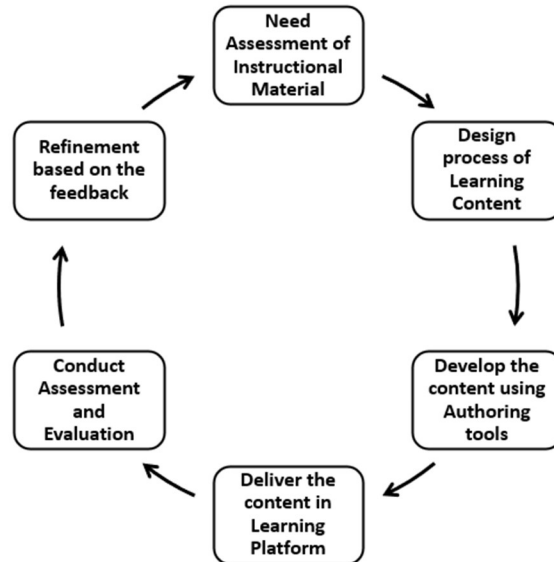 Need
Assessment of
Instructional
Material
Design
process of
Learning
Content
Develop the
content using
Authoring
tools
Deliver the
content in
Learning
Platform
Conduct
Assessment
and
Evaluation
Refinement
based on the
feedback